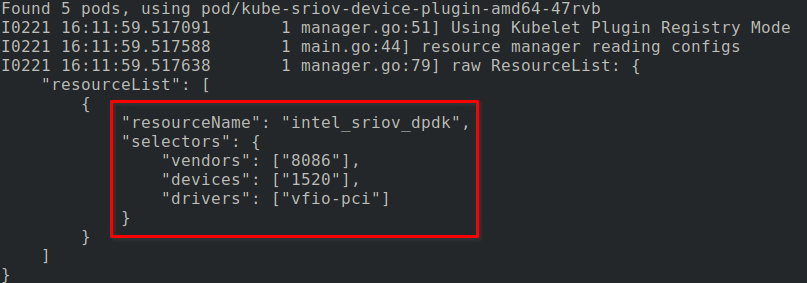 Found 5 pods, using pod/kube-sriov-device-plugin-amd64-47rvb
I0221 16:11:59.517091       1 manager.go:51] Using Kubelet Plugin Registry Mode
I0221 16:11:59.517588       1 main.go:44] resource manager reading configs
I0221 16:11:59.517638       1 manager.go:79] raw ResourceList: {
    "resourceList": [
        {
            "resourceName": "intel_sriov_dpdk",
            "selectors": {
                "vendors": ["8086"],
                "devices": ["1520"],
                "drivers": ["vfio-pci"]
            }
        }
    ]
}